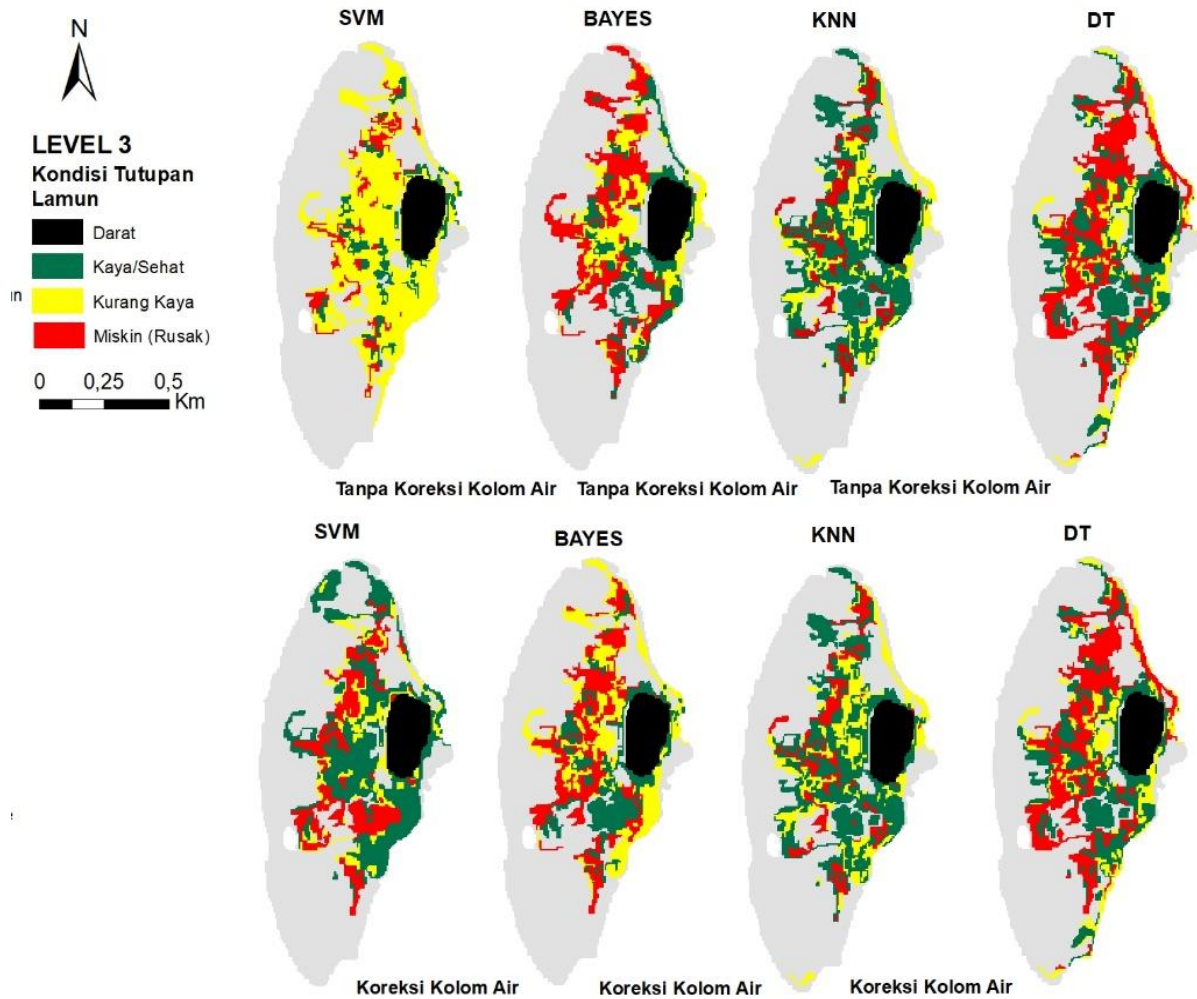 SVM
BAYES
KNN
DT
N
LEVEL 3
Kondisi Tutupan
Lamun
Darat
Kaya/Sehat
Kurang Kaya
Miskin (Rusak)
0 0,25 0,5
Km
Tanpa Koreksi Kolom Air Tanpa Koreksi Kolom Air Tanpa Koreksi Kolom Air
SVM
BAYES
KNN
DT
Koreksi Kolom Air Koreksi Kolom Air Koreksi Kolom Air